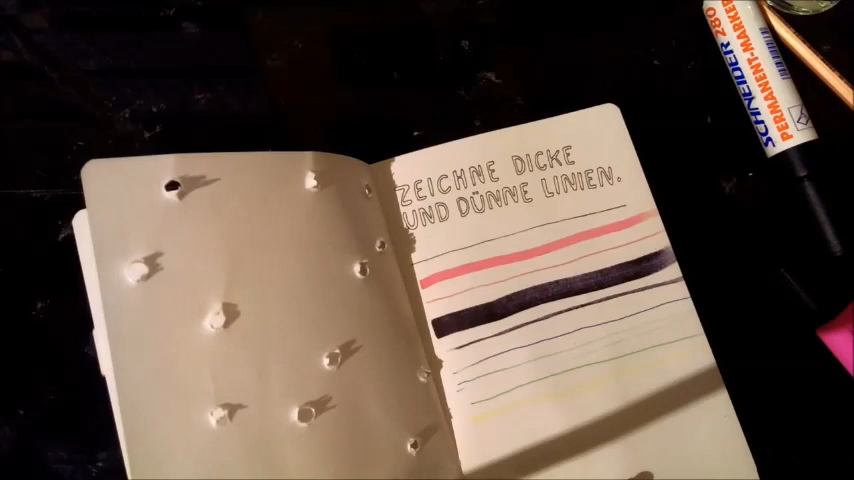 ZEICHNE DICKE
UND DÜNNE LINIEN.
SCHNEIDER 280
PERMANENT-MARKER